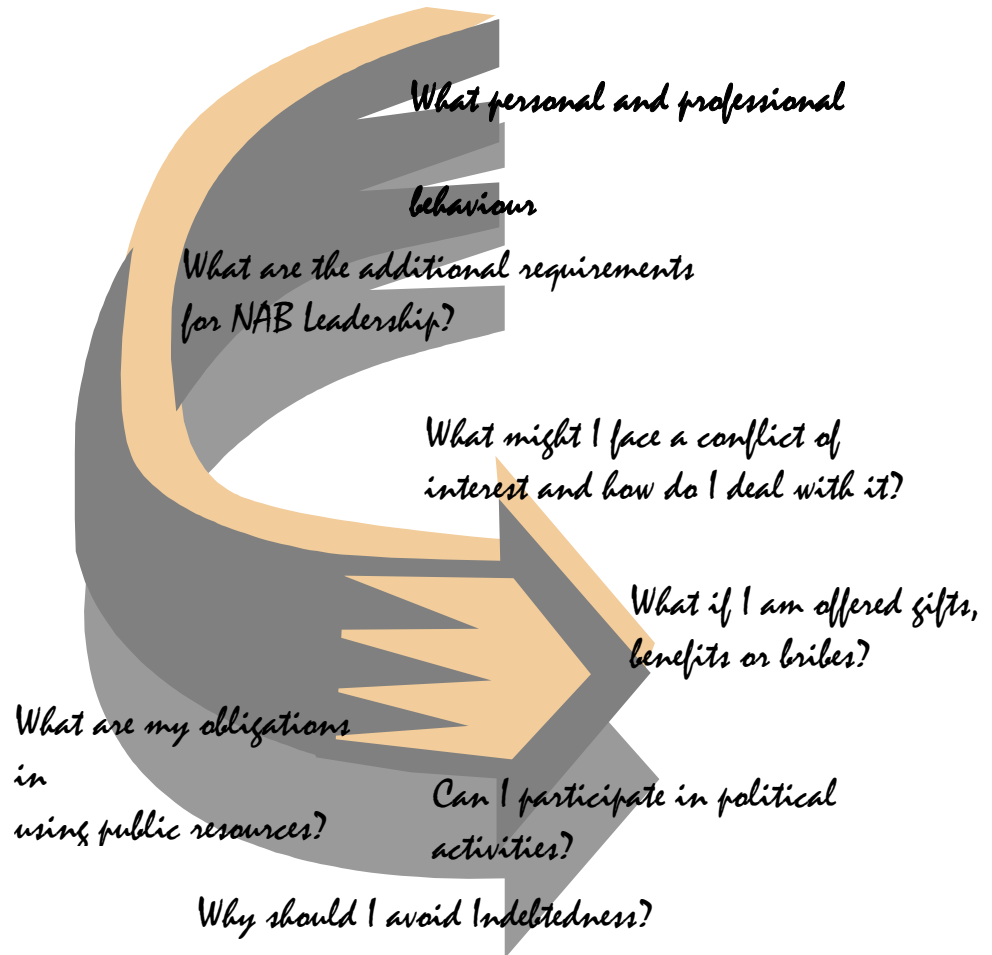 What personal and professional
behaviour
What are the additional requirements
for NAB Leadership?
What might I face a conflict of
interest and how do I deal with it?
What if I am offered gifts,
benefits or bribes?
What are my obligations
in
using public resources?
Can I participate in political
activities?
Why should I avoid Indebtedness?